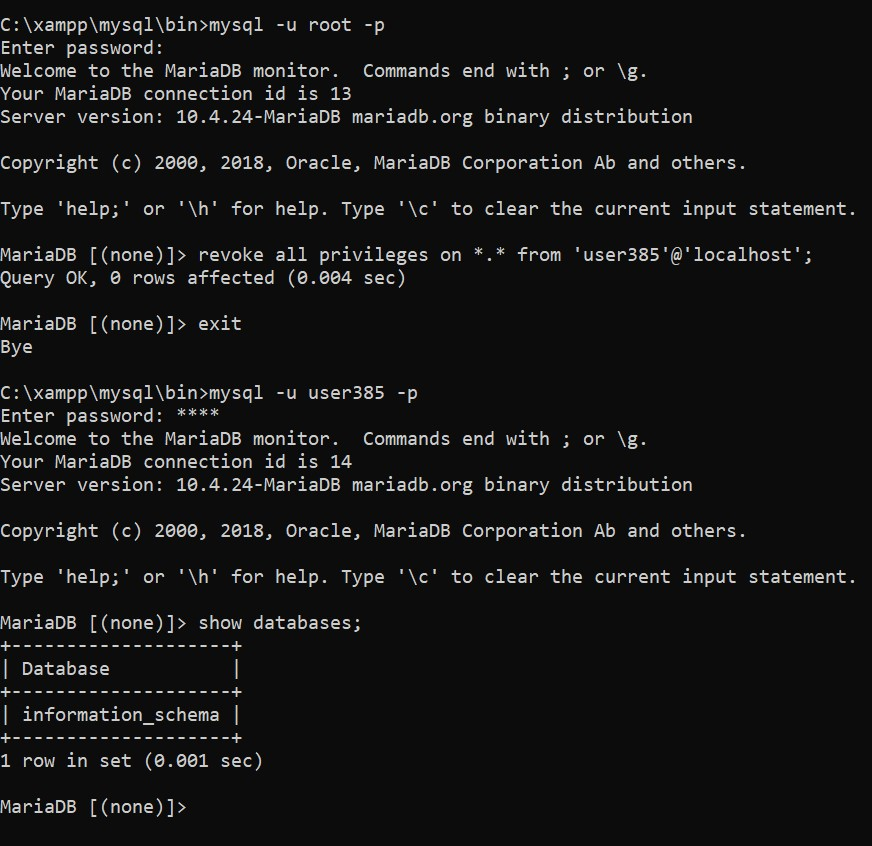 C:\xampp\mysql\bin>mysql -u root -p
Enter password:
Welcome to the MariaDB monitor.  Commands end with ; or \g.
Your MariaDB connection id is 13
Server version: 10.4.24-MariaDB mariadb.org binary distribution
Copyright (c) 2000, 2018, Oracle, MariaDB Corporation Ab and others.
Type 'help;' or '\h' for help. Type '\c' to clear the current input statement.
MariaDB [(none)]> revoke all privileges on *.* from 'user385'@'localhost';
Query OK, 0 rows affected (0.004 sec)
MariaDB [(none)]> exit
Bye
C:\xampp\mysql\bin>mysql -u user385 -p
Enter password: ****
Welcome to the MariaDB monitor.  Commands end with ; or \g.
Your MariaDB connection id is 14
Server version: 10.4.24-MariaDB mariadb.org binary distribution
Copyright (c) 2000, 2018, Oracle, MariaDB Corporation Ab and others.
Type 'help;' or '\h' for help. Type '\c' to clear the current input statement.
MariaDB [(none)]> show databases;
+--------------------+
| Database           |
+--------------------+
| information_schema |
+--------------------+
1 row in set (0.001 sec)
MariaDB [(none)]>